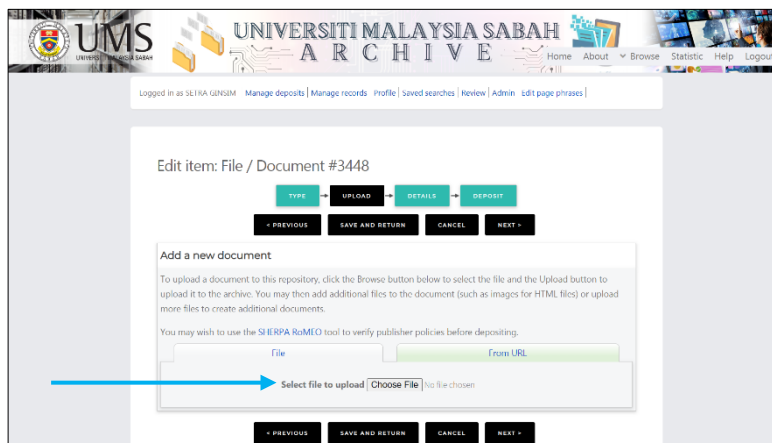 UMS
UNIVERSITI MALAYSIA SABAH
UNIVERSITI MALAYSIA SABAH
ARCHIVE
Home About Browse Statistic Help Logout
Logged in as SETRA GINSIM Manage deposits | Manage records Profile | Saved searches | Review | Admin Edit page phrases |
Edit item: File / Document #3448
TYPE → UPLOAD → DETAILS → DEPOSIT
< PREVIOUS SAVE AND RETURN CANCEL NEXT >
Add a new document
To upload a document to this repository, click the Browse button below to select the file and the Upload button to
upload it to the archive. You may then add additional files to the document (such as images for HTML files) or upload
more files to create additional documents.
You may wish to use the SHERPA RoMEO tool to verify publisher policies before depositing.
File From URL
Select file to upload Choose File No file chosen
< PREVIOUS SAVE AND RETURN CANCEL NEXT >